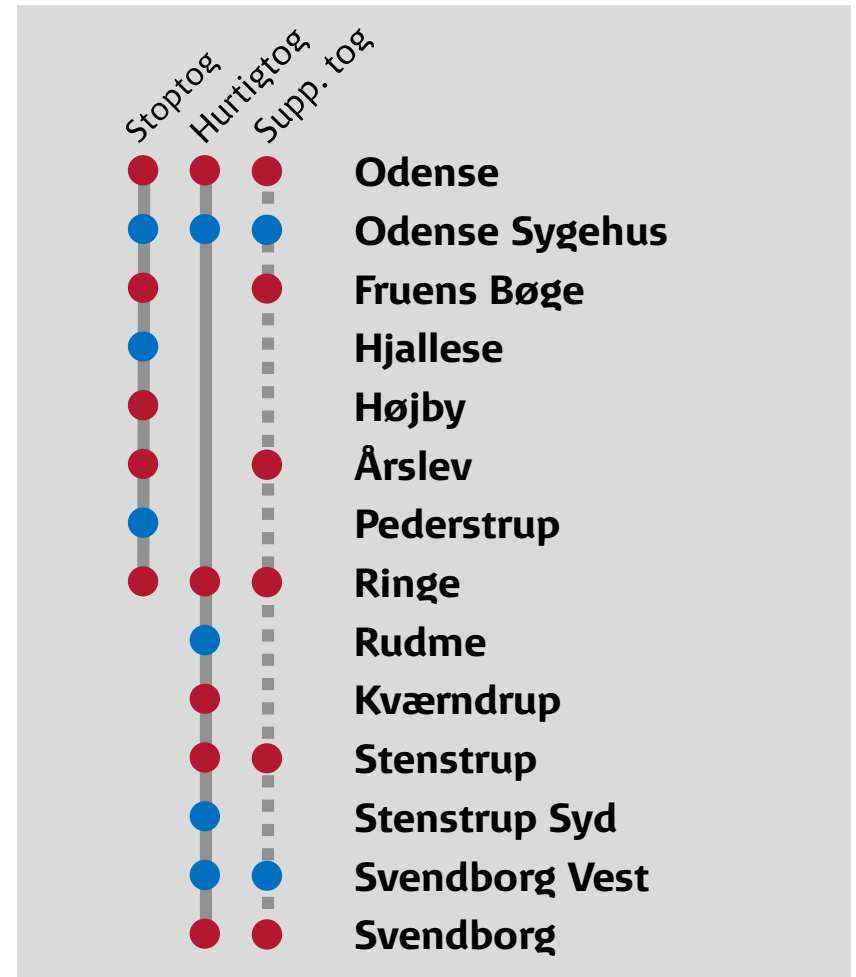 Stoptog
Hurtigtog
Supp. tog
Odense
Odense Sygehus
Fruens Bøge
Hjallese
Højby
Årslev
Pederstrup
Ringe
Rudme
Kværndrup
Stenstrup
Stenstrup Syd
Svendborg Vest
Svendborg